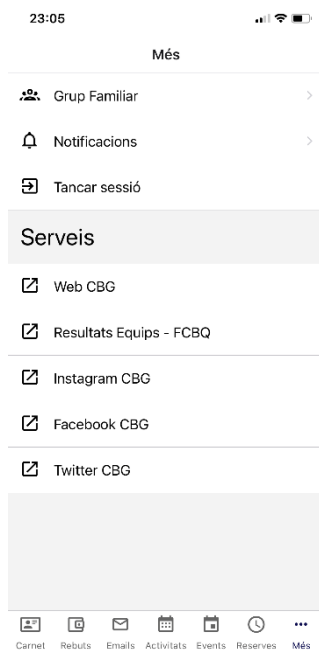 23:05
Més
Grup Familiar
Notificacions
Tancar sessió
Serveis
Web CBG
Resultats Equips - FCBQ
Instagram CBG
Facebook CBG
Twitter CBG
Carnet Rebuts Emails Activitats Events Reserves Més